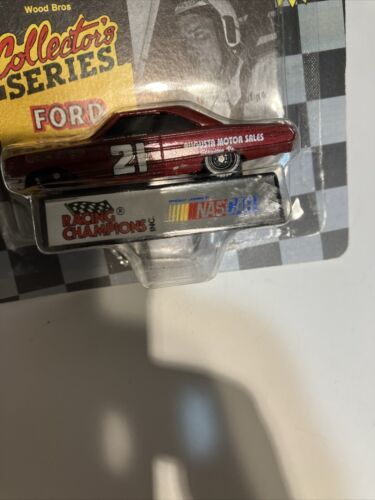 Wood Bros
Collector's
SERIES
FORD
21
AUGUSTA MOTOR SALES
RACING
CHAMPIONS
INC
®
NASCAR